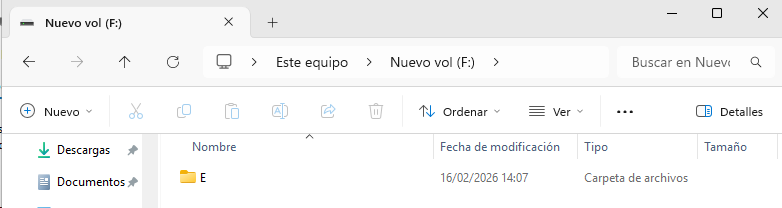 Nuevo vol (F:)
Este equipo > Nuevo vol (F:) >
Buscar en Nuevo
Nuevo
Ordenar
Ver
Detalles
Nombre Fecha de modificación Tipo Tamaño
Descargas
E 16/02/2026 14:07 Carpeta de archivos
Documentos